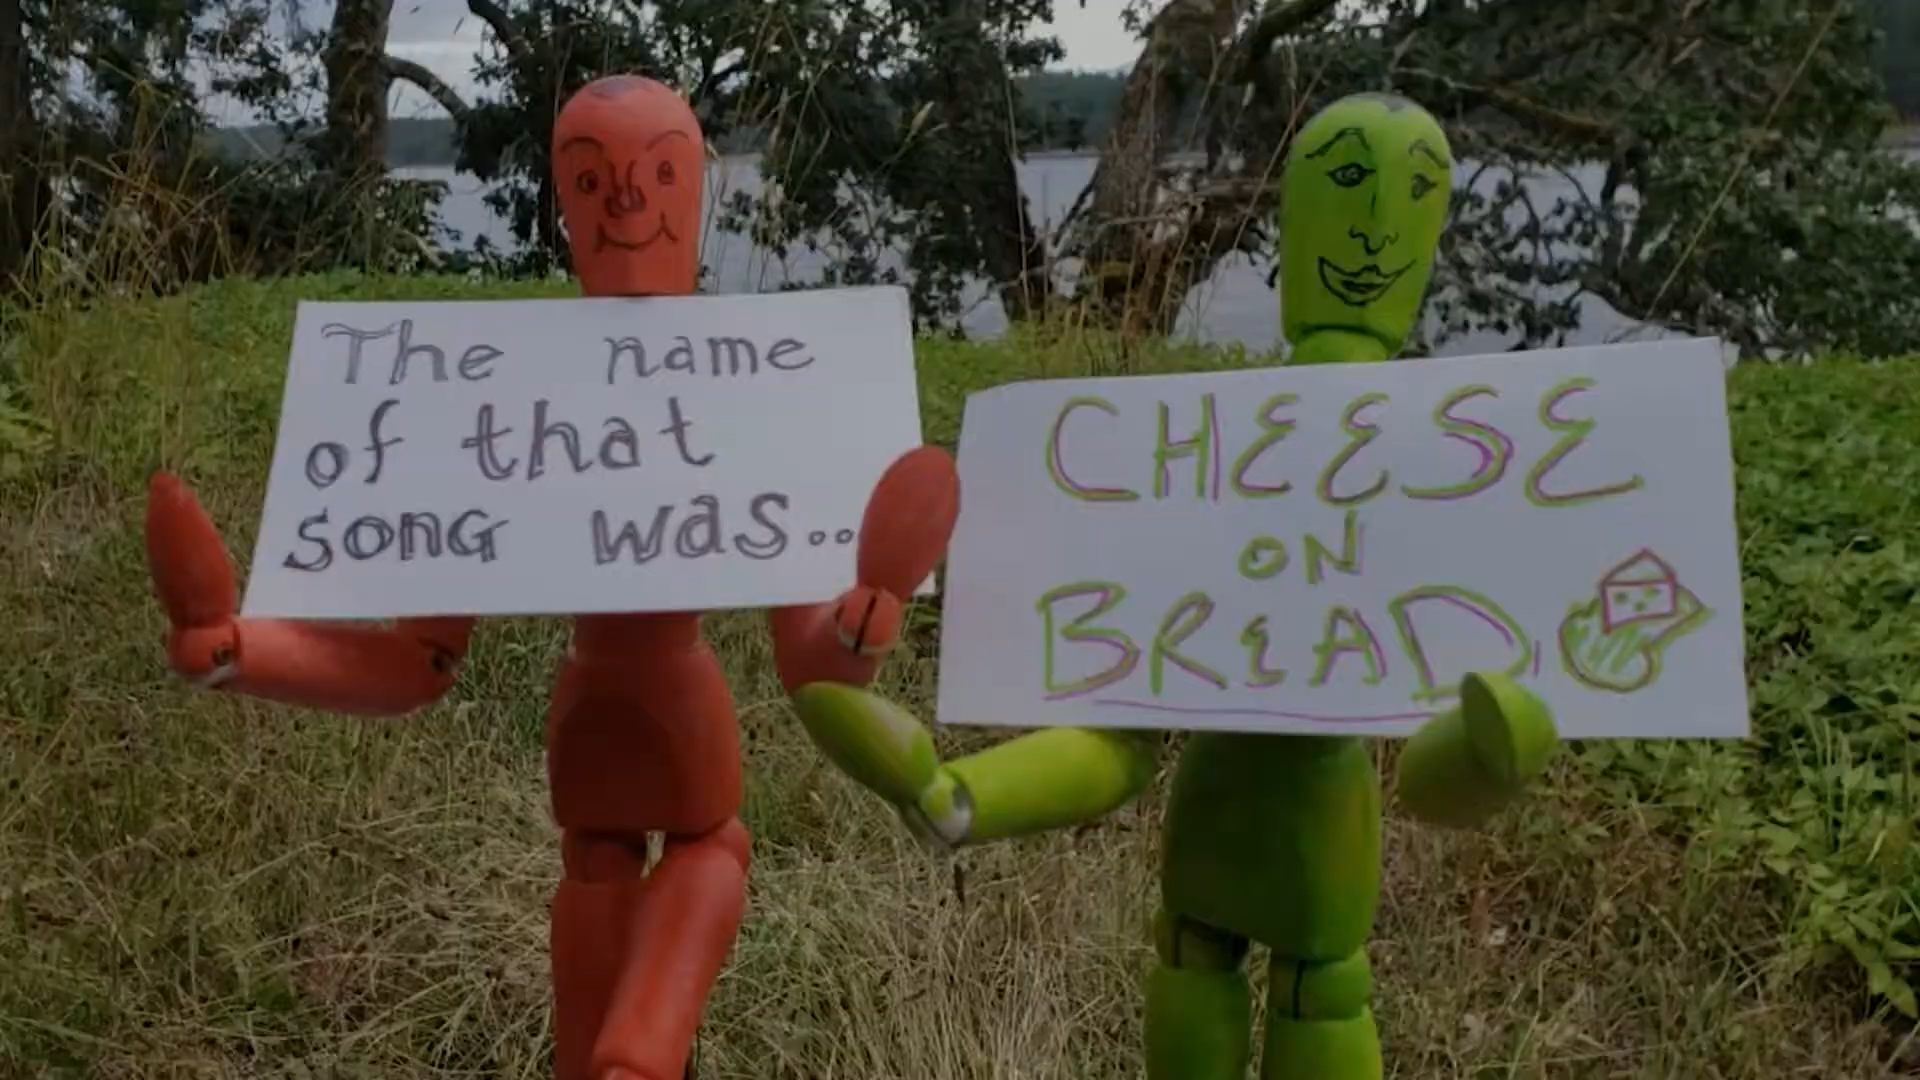 The name
of that
song was..
CHEESE
ON
BREAD